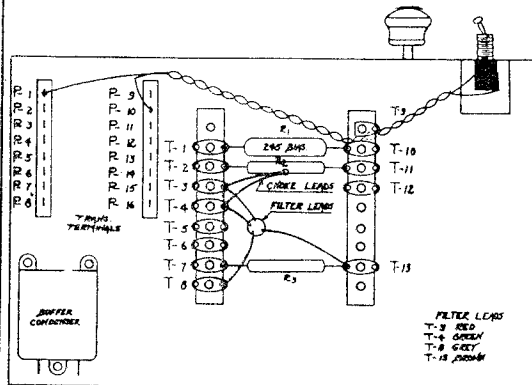 P-1
P-2
P-3
P-4
P-5
P-6
P-7
P-8
P-9
P-10
P-11
P-12
P-13
P-14
P-15
P-16
TRANS.
TERMINALS
T-1
T-2
T-3
T-4
T-5
T-6
T-7
T-8
R1
R2
CHOKE LEADS
FILTER LEADS
R3
T-9
T-10
T-11
T-12
T-13
BUFFER
CONDENSER
FILTER LEADS
T-3 RED
T-4 GREEN
T-8 GREY
T-13 BROWN